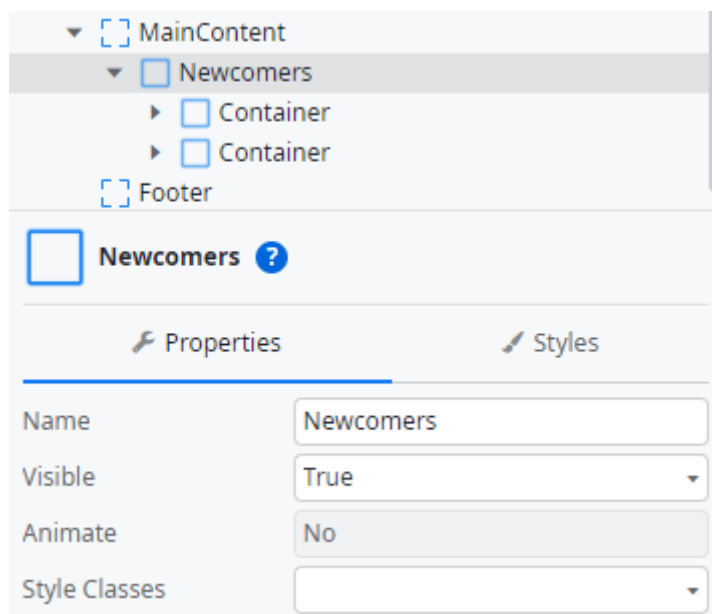 MainContent
Newcomers
Container
Container
Footer
Newcomers ?
Properties Styles
Name Newcomers
Visible True
Animate No
Style Classes